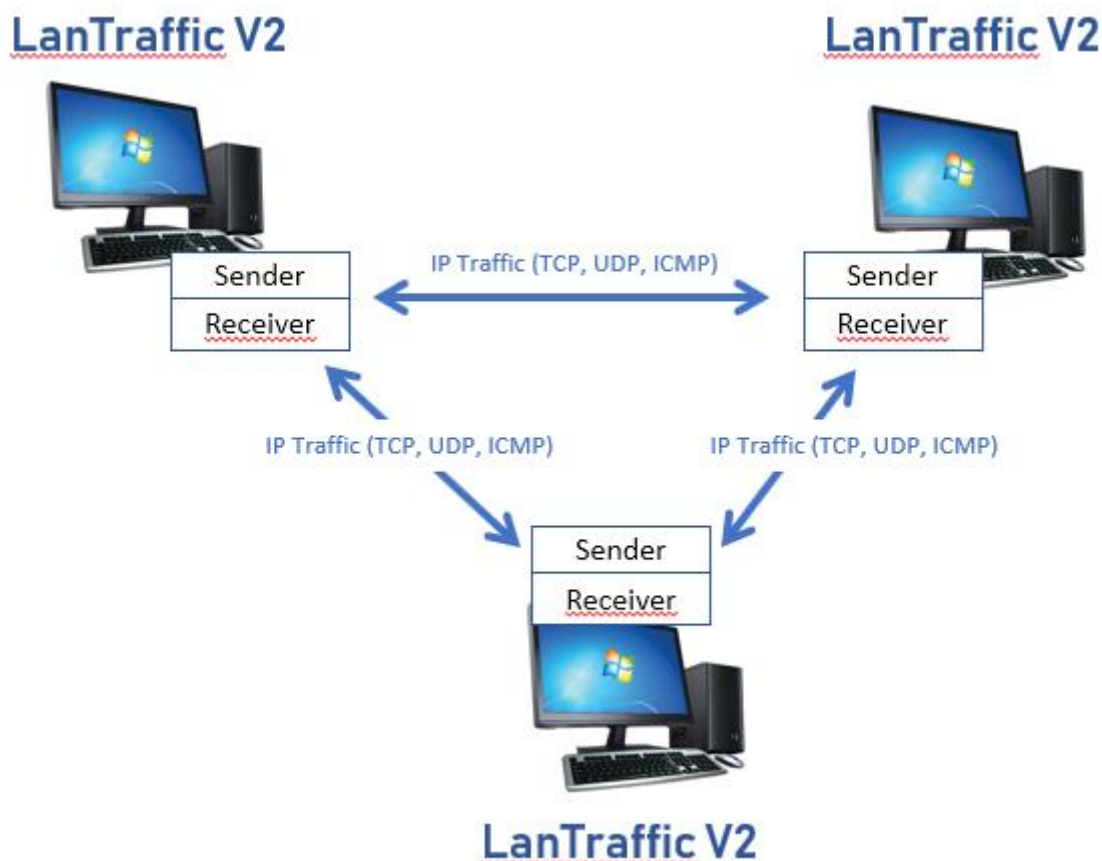 LanTraffic V2
LanTraffic V2
Sender
Receiver
IP Traffic (TCP, UDP, ICMP)
Sender
Receiver
IP Traffic (TCP, UDP, ICMP)
IP Traffic (TCP, UDP, ICMP)
Sender
Receiver
LanTraffic V2